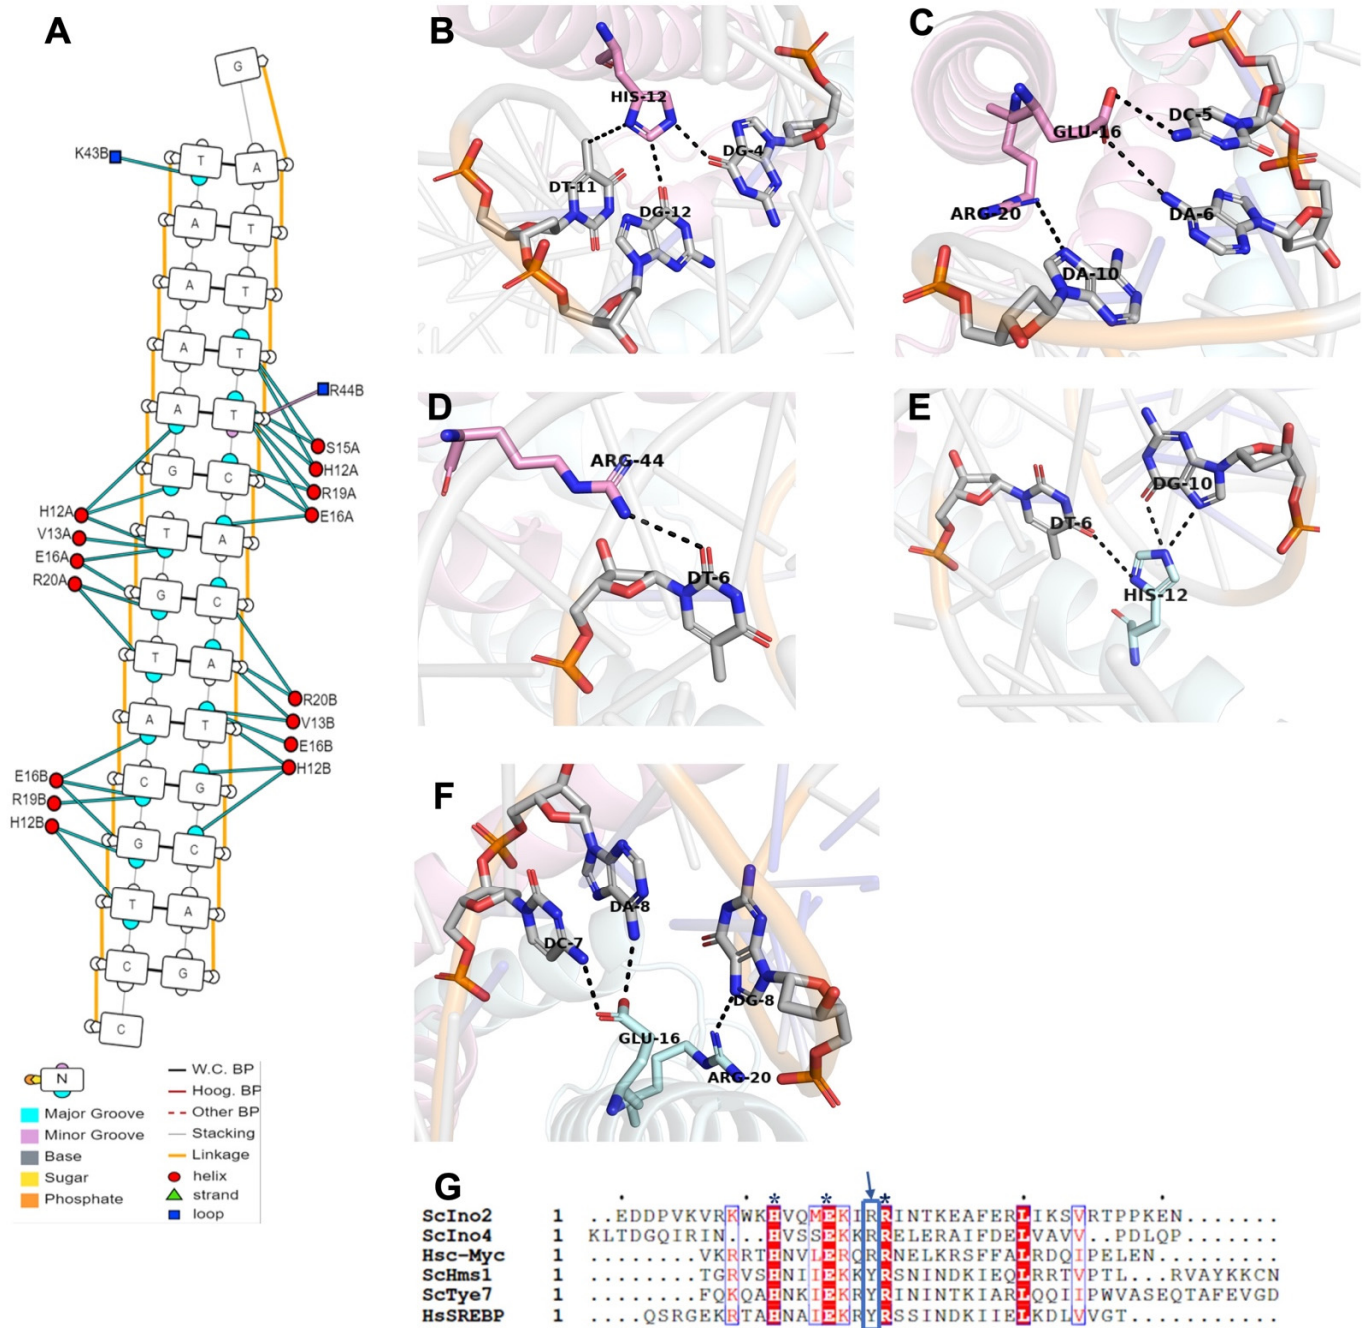 A
G
T A
A T
A T
A T
A T
G C
T A
G C
T A
A T
C G
G C
T A
C G
C
K43B
R44B
S15A
H12A
R19A
E16A
H12A
V13A
E16A
R20A
R20B
V13B
E16B
H12B
E16B
R19B
H12B
N
Major Groove
Minor Groove
Base
Sugar
Phosphate
W.C. BP
Hoog. BP
Other BP
Stacking
Linkage
helix
strand
loop
B
HIS-12
DG-4
DT-11
DG-12
C
DC-5
GLU-16
ARG-20
DA-6
DA-10
D
ARG-44
DT-6
E
DG-10
DT-6
HIS-12
F
DA-8
DC-7
DG-8
GLU-16
ARG-20
G
* * *
ScIno2 1 ..EDDPVKVRKWKHVQMEKIRRINTKEAFERLIKSVRTPPKEN.......
ScIno4 1 KLTDGQIRIN...HVSSEKKRRELERAIFDELVAVV..PDLQP.......
Hsc-Myc 1 ........VKRRTHNVLERQRRNELKRSFFALRDQIPELEN.........
ScHms1 1 ........TGRVSHNIIEKKYRSNINDKIEQLRRTVPTL...RVAYKKCN
ScTye7 1 ........FQKQAHNKIEKRYRININTKIARLQQIIPWVASEQTAFEVGD
HsSREBP 1 ....QSRGEKRTAHNAIEKRYRSSINDKIIELKDLVVGT...........